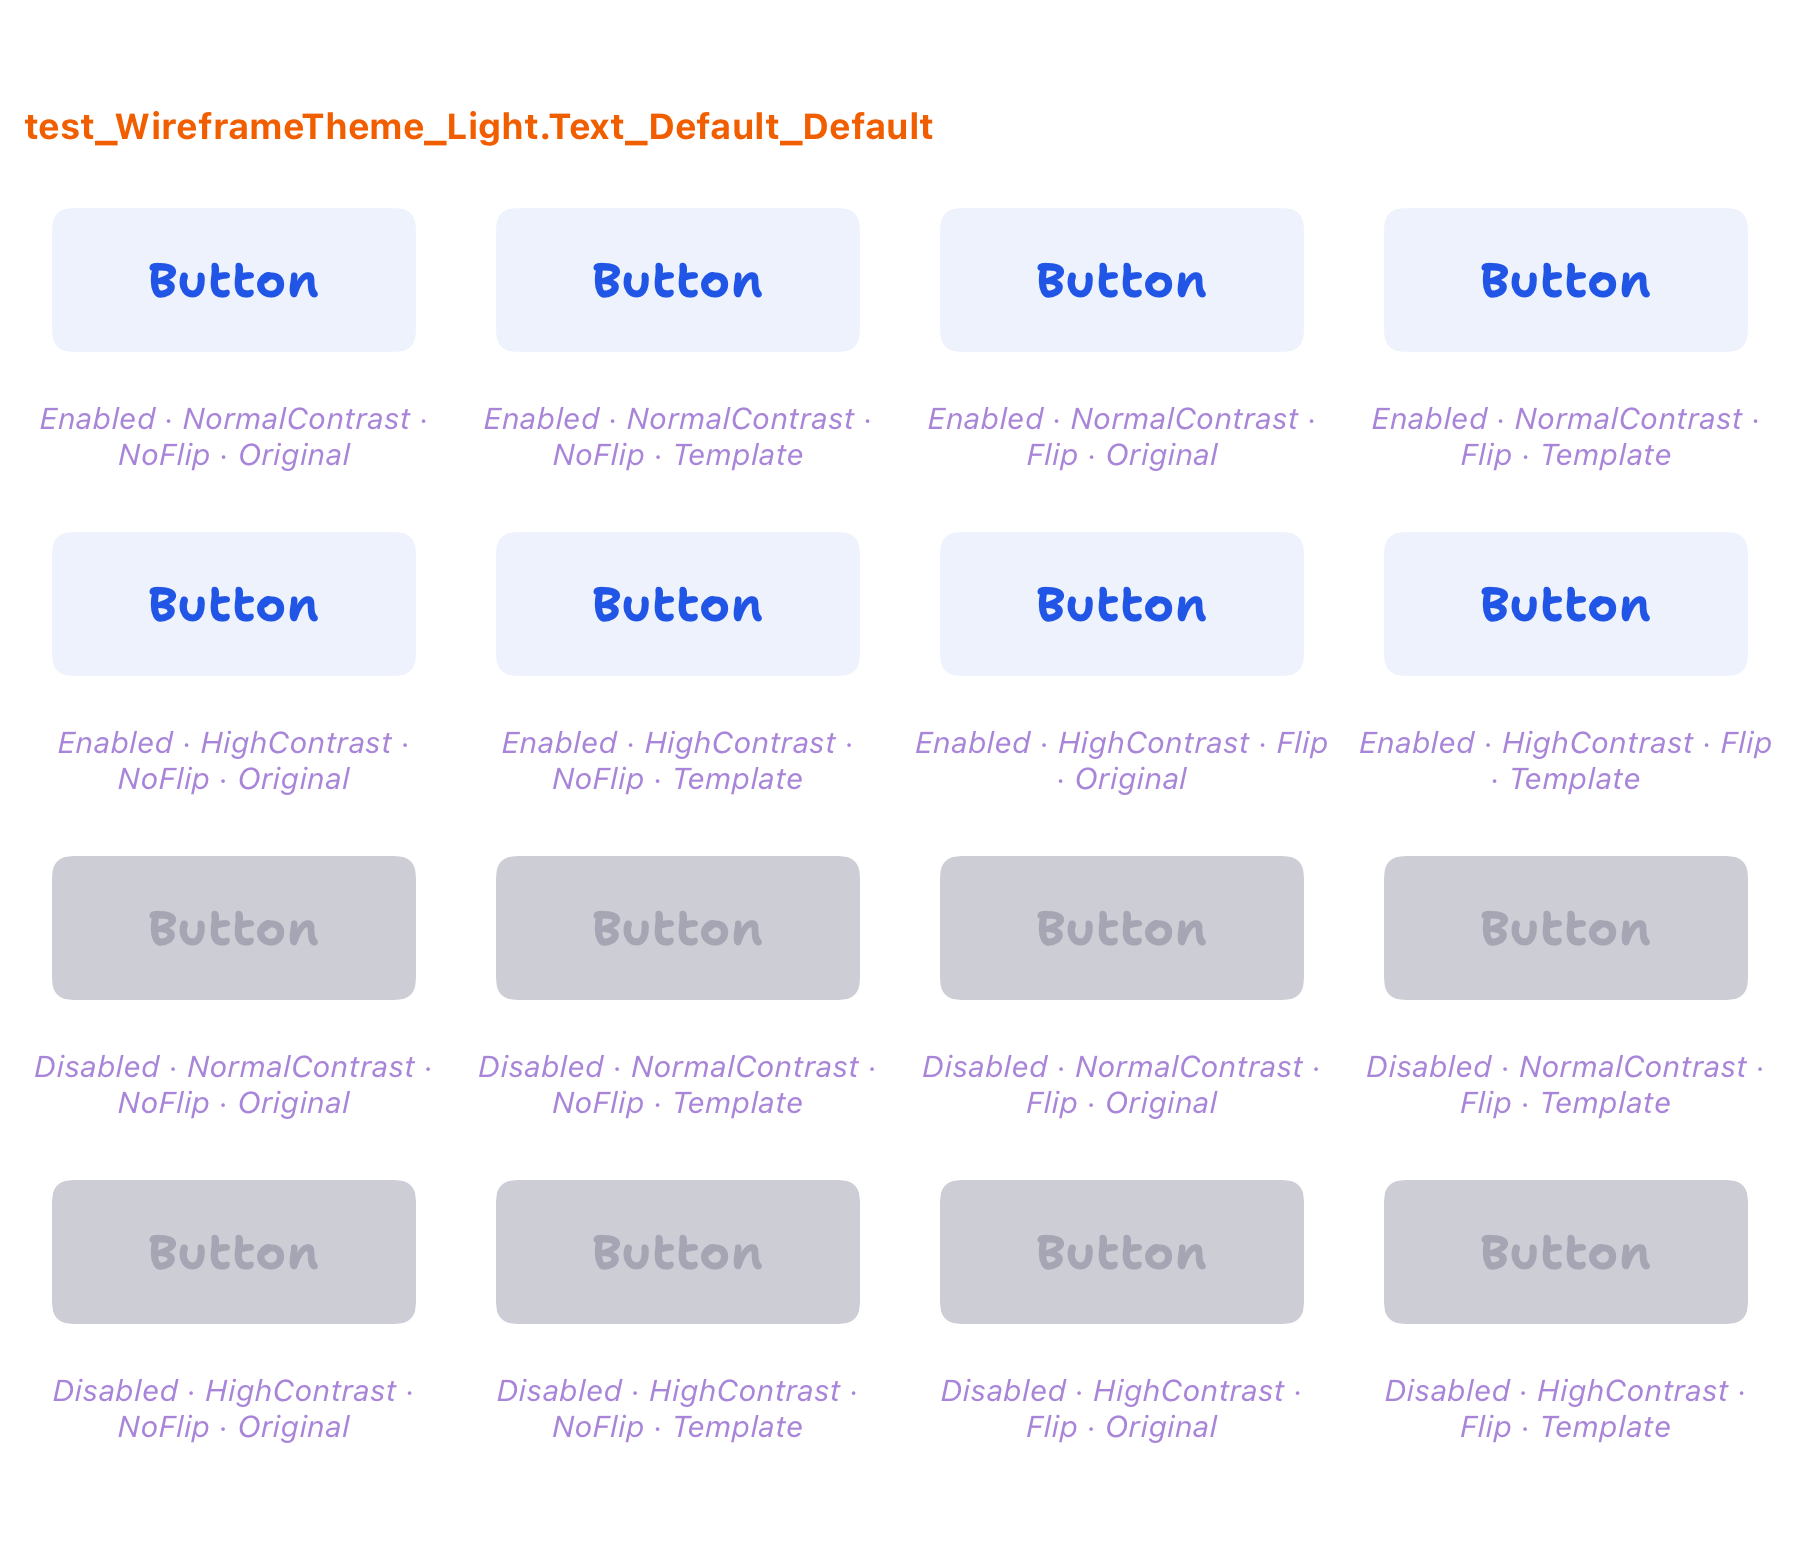 test_WireframeTheme_Light.Text_Default_Default
Button Button Button Button
Enabled · NormalContrast · Enabled · NormalContrast · Enabled · NormalContrast · Enabled · NormalContrast ·
NoFlip · Original NoFlip · Template Flip · Original Flip · Template
Button Button Button Button
Enabled · HighContrast · Enabled · HighContrast · Enabled · HighContrast · Flip Enabled · HighContrast · Flip
NoFlip · Original NoFlip · Template · Original · Template
Button Button Button Button
Disabled · NormalContrast · Disabled · NormalContrast · Disabled · NormalContrast · Disabled · NormalContrast ·
NoFlip · Original NoFlip · Template Flip · Original Flip · Template
Button Button Button Button
Disabled · HighContrast · Disabled · HighContrast · Disabled · HighContrast · Disabled · HighContrast ·
NoFlip · Original NoFlip · Template Flip · Original Flip · Template